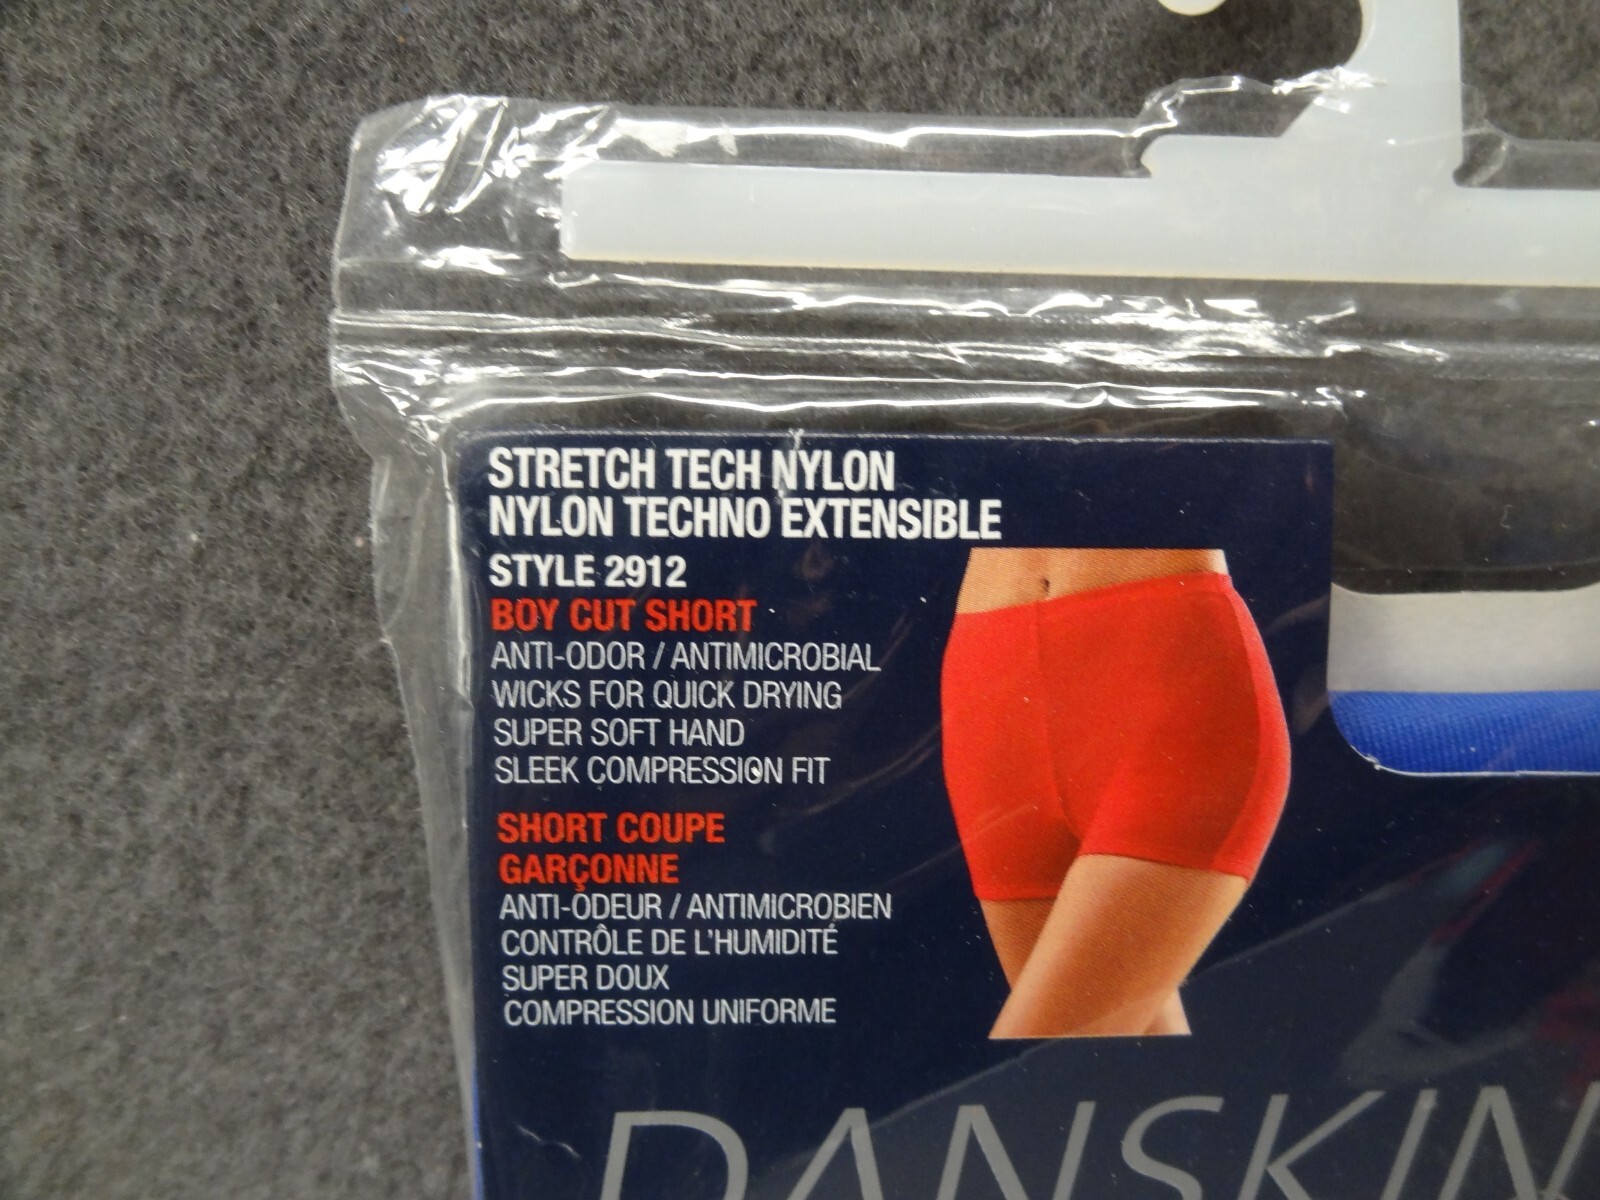 STRETCH TECH NYLON
NYLON TECHNO EXTENSIBLE
STYLE 2912
BOY CUT SHORT
ANTI-ODOR / ANTIMICROBIAL
WICKS FOR QUICK DRYING
SUPER SOFT HAND
SLEEK COMPRESSION FIT
SHORT COUPE
GARÇONNE
ANTI-ODEUR / ANTIMICROBIEN
CONTRÔLE DE L'HUMIDITÉ
SUPER DOUX
COMPRESSION UNIFORME
DANSKIN